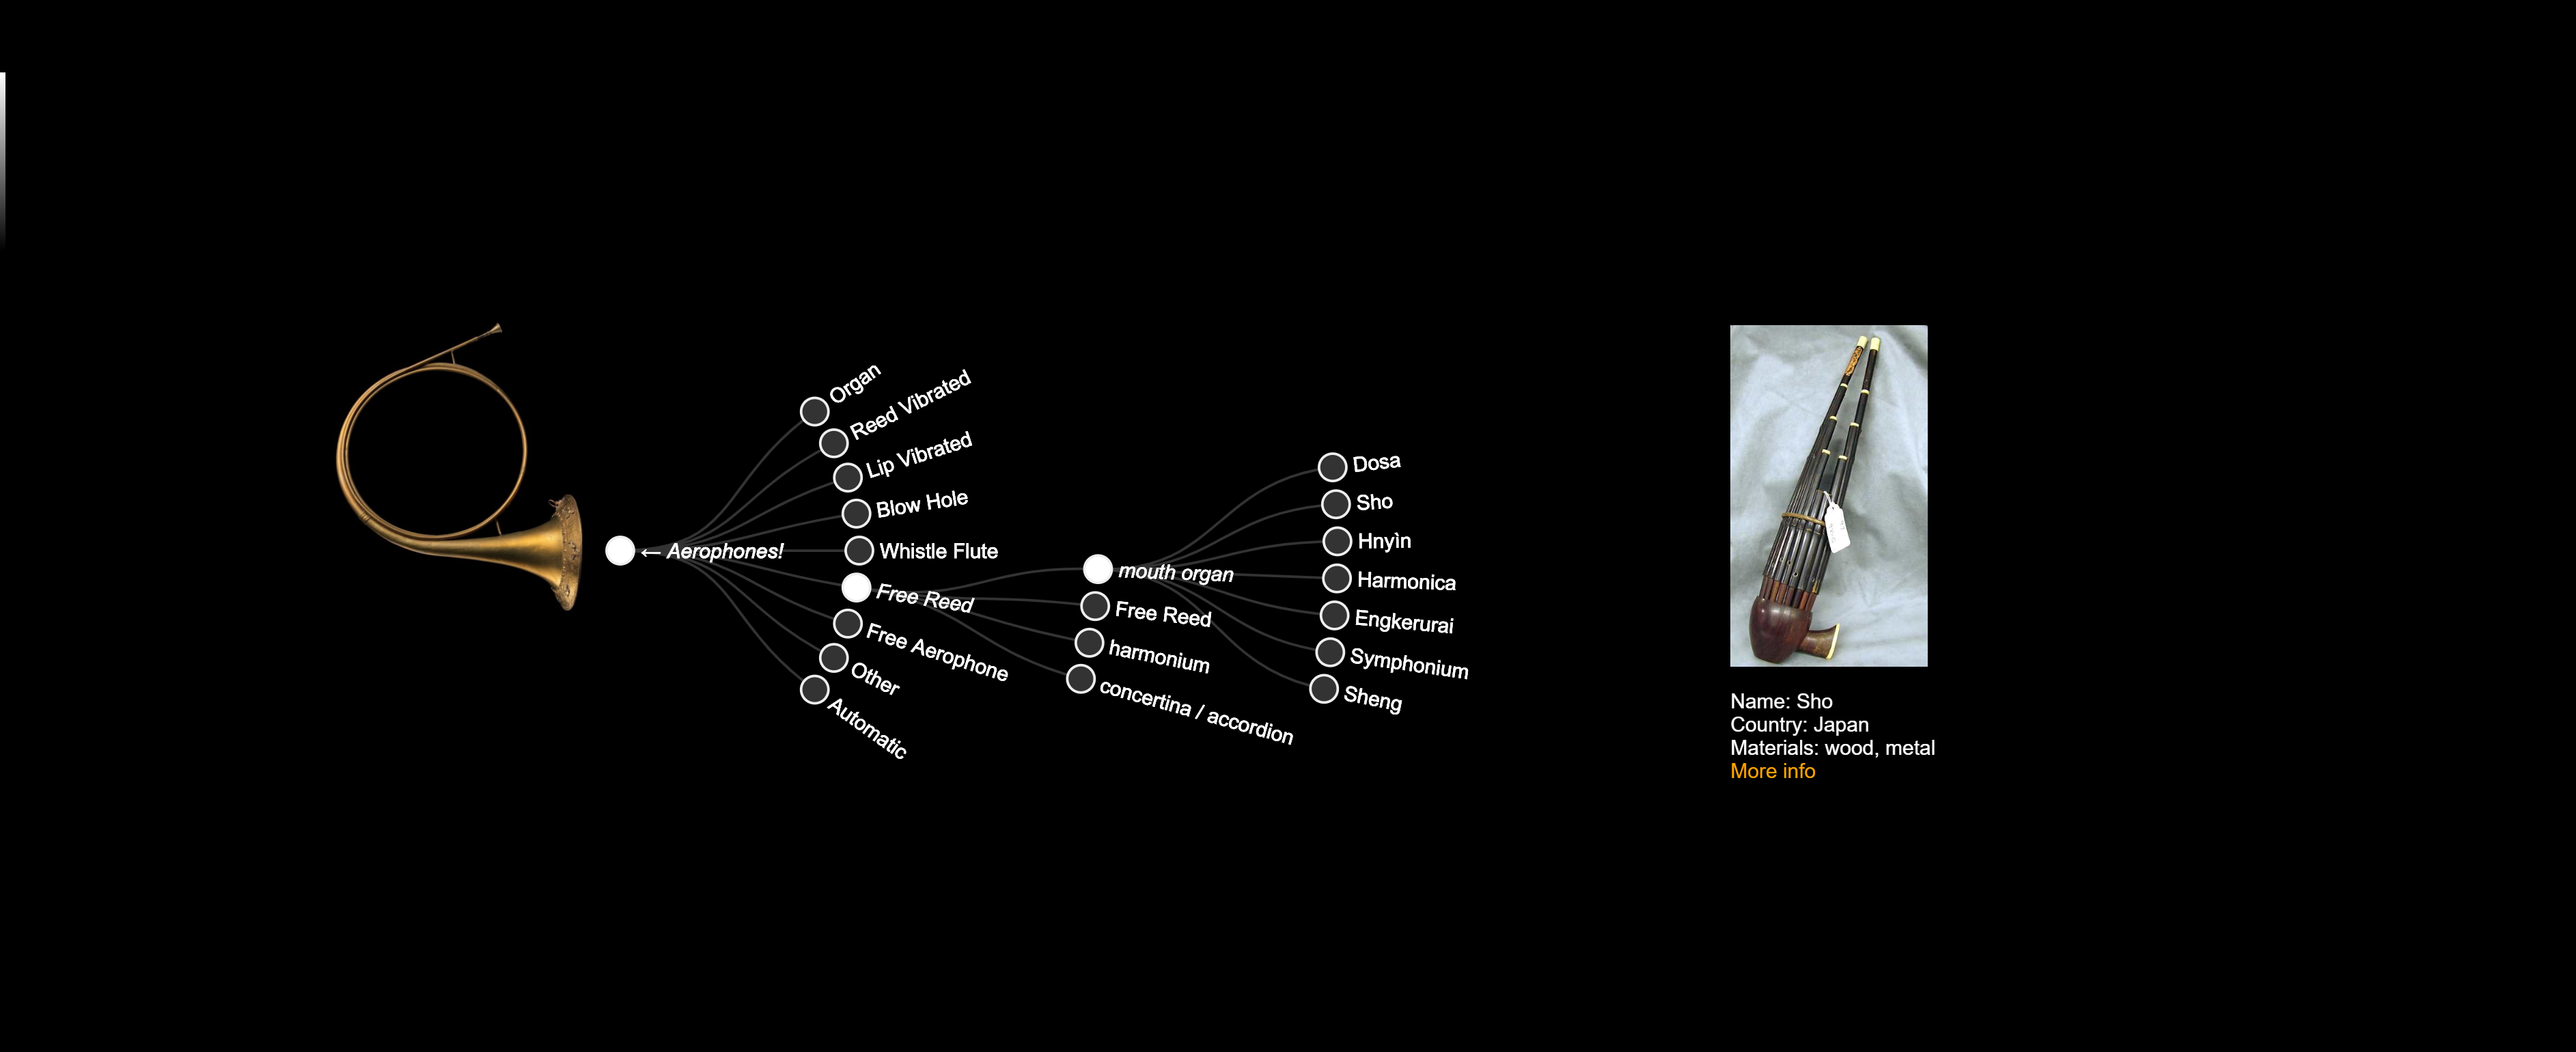 ← Aerophones!
Organ
Reed Vibrated
Lip Vibrated
Blow Hole
Whistle Flute
Free Reed
Free Aerophone
Other
Automatic
mouth organ
Free Reed
harmonium
concertina / accordion
Dosa
Sho
Hnyìn
Harmonica
Engkerurai
Symphonium
Sheng
Name: Sho
Country: Japan
Materials: wood, metal
More info